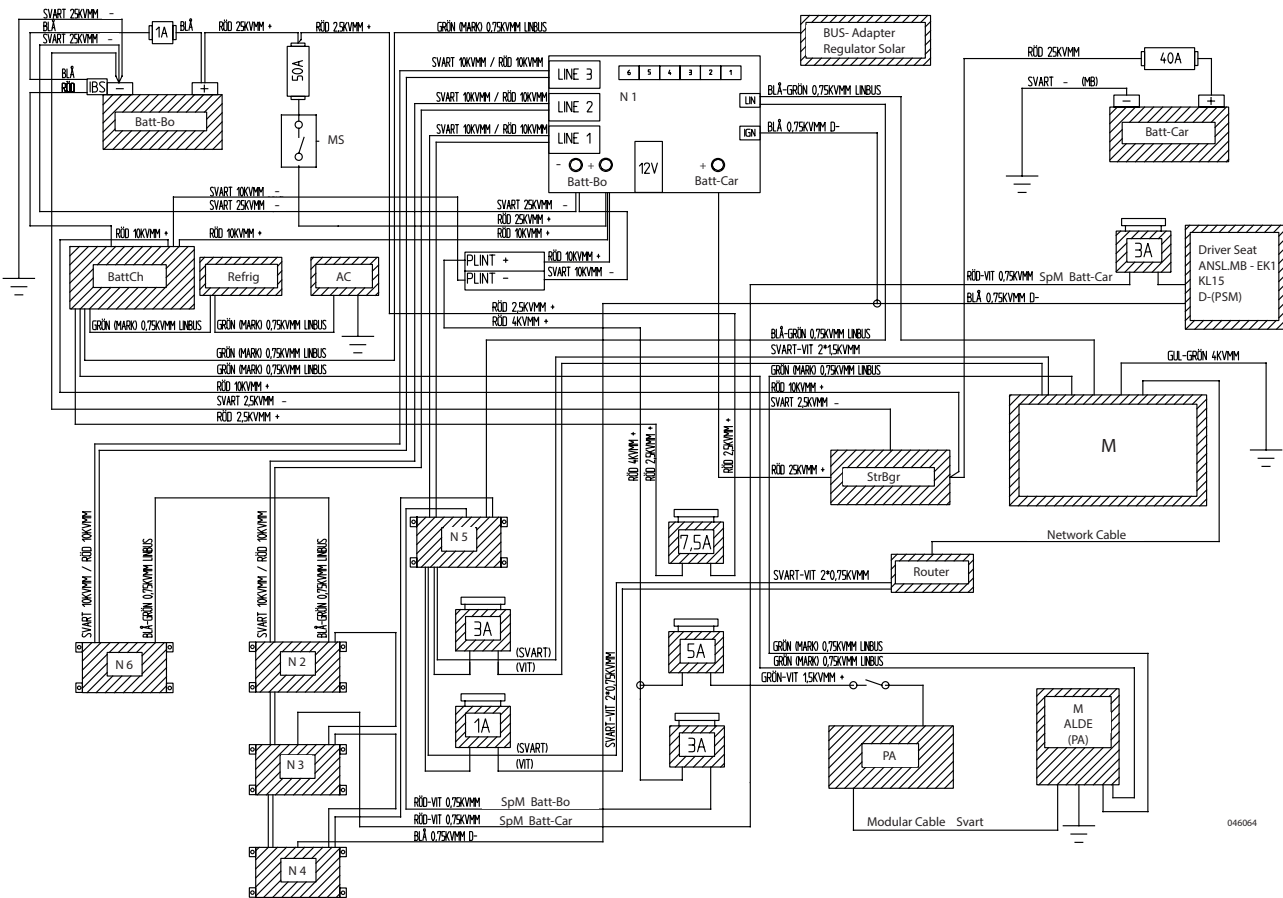 SVART 25KVMM -
BLÅ
SVART 25KVMM -
1A
BLÅ
RÖD 25KVMM +
RÖD 2,5KVMM +
GRÖN (MARK) 0,75KVMM LINBUS
BUS- Adapter
Regulator Solar
BLÅ
RÖD
IBS
-
+
Batt-Bo
50A
MS
SVART 10KVMM / RÖD 10KVMM
SVART 10KVMM / RÖD 10KVMM
SVART 10KVMM / RÖD 10KVMM
LINE 3
LINE 2
LINE 1
6 5 4 3 2 1
N 1
LIN
IGN
BLÅ-GRÖN 0,75KVMM LINBUS
BLÅ 0,75KVMM D-
- +
Batt-Bo
12V
+
Batt-Car
RÖD 25KVMM
40A
SVART - (MB)
-
+
Batt-Car
SVART 10KVMM -
SVART 25KVMM -
SVART 25KVMM -
RÖD 25KVMM +
RÖD 10KVMM +
RÖD 10KVMM +
RÖD 10KVMM +
BattCh
Refrig
AC
PLINT +
PLINT -
RÖD 10KVMM +
SVART 10KVMM -
3A
Driver Seat
ANSL.MB - EK1
KL15
D-(PSM)
RÖD-VIT 0,75KVMM SpM Batt-Car
BLÅ 0,75KVMM D-
RÖD 2,5KVMM +
RÖD 4KVMM +
GRÖN (MARK) 0,75KVMM LINBUS
GRÖN (MARK) 0,75KVMM LINBUS
GRÖN (MARK) 0,75KVMM LINBUS
GRÖN (MARK) 0,75KVMM LINBUS
RÖD 10KVMM +
SVART 2,5KVMM -
RÖD 2,5KVMM +
BLÅ-GRÖN 0,75KVMM LINBUS
SVART-VIT 2*1,5KVMM
GRÖN (MARK) 0,75KVMM LINBUS
RÖD 10KVMM +
SVART 2,5KVMM -
GUL-GRÖN 4KVMM
M
RÖD 4KVMM +
RÖD 2,5KVMM +
RÖD 2,5KVMM +
RÖD 25KVMM +
StrBgr
SVART 10KVMM / RÖD 10KVMM
BLÅ-GRÖN 0,75KVMM LINBUS
SVART 10KVMM / RÖD 10KVMM
BLÅ-GRÖN 0,75KVMM LINBUS
N 5
7,5A
Network Cable
SVART-VIT 2*0,75KVMM
Router
3A
(SVART)
(VIT)
SVART-VIT 2*0,75KVMM
5A
GRÖN (MARK) 0,75KVMM LINBUS
GRÖN (MARK) 0,75KVMM LINBUS
GRÖN-VIT 1,5KVMM +
N 6
N 2
1A
(SVART)
(VIT)
3A
PA
M
ALDE
(PA)
N 3
RÖD-VIT 0,75KVMM SpM Batt-Bo
RÖD-VIT 0,75KVMM SpM Batt-Car
BLÅ 0,75KVMM D-
Modular Cable Svart
046064
N 4